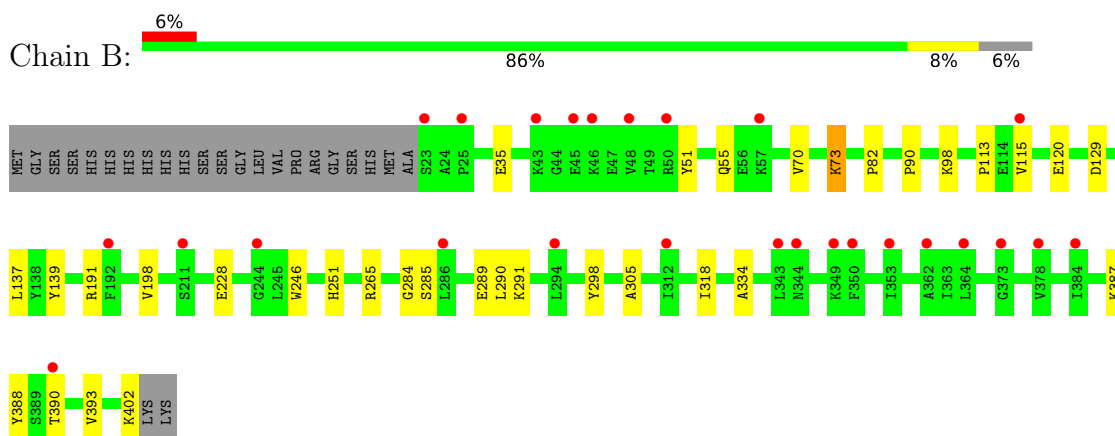 6%
Chain B:
86% 8% 6%
MET GLY SER SER HIS HIS HIS HIS HIS HIS SER SER GLY LEU VAL PRO ARG GLY SER HIS MET ALA S23 A24 P25 E35 K43 G44 E45 K46 E47 V48 T49 R50 Y51 Q55 E56 K57 V70 K73 P82 P90 K98 P113 E114 V115 E120 D129
L137 Y138 Y139 R191 F192 V198 S211 E228 G244 L245 W246 H251 R265 G284 S285 L286 E289 L290 K291 L294 Y298 A305 I312 I318 A334 L343 N344 K349 F350 I353 A362 I363 L364 G373 V378 I384 K387
Y388 S389 T390 V393 K402 LYS LYS